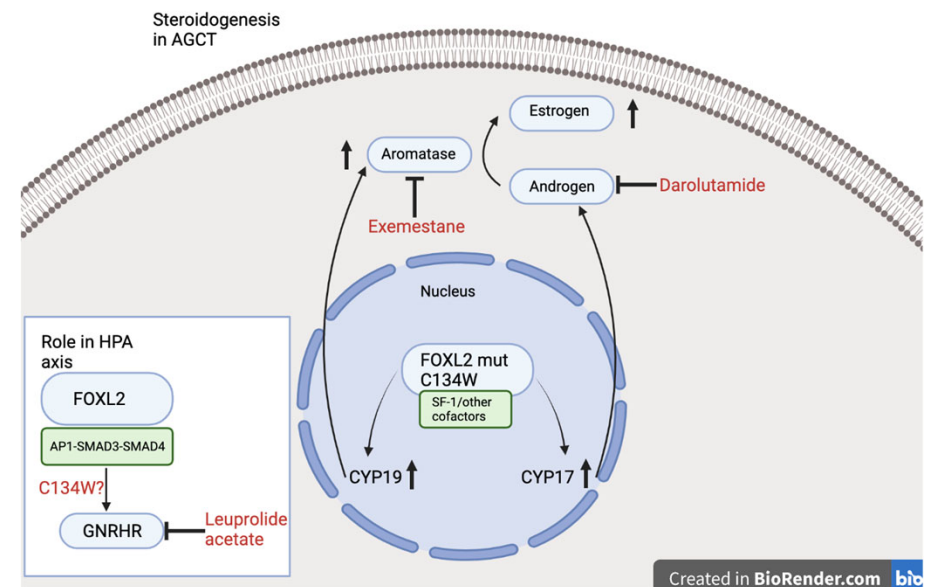 Steroidogenesis
in AGCT
Estrogen
Aromatase
Androgen
Darolutamide
Exemestane
Nucleus
FOXL2 mut
C134W
SF-1/other
cofactors
CYP19
CYP17
Role in HPA
axis
FOXL2
AP1-SMAD3-SMAD4
C134W?
GNRHR
Leuprolide
acetate
Created in BioRender.com bio